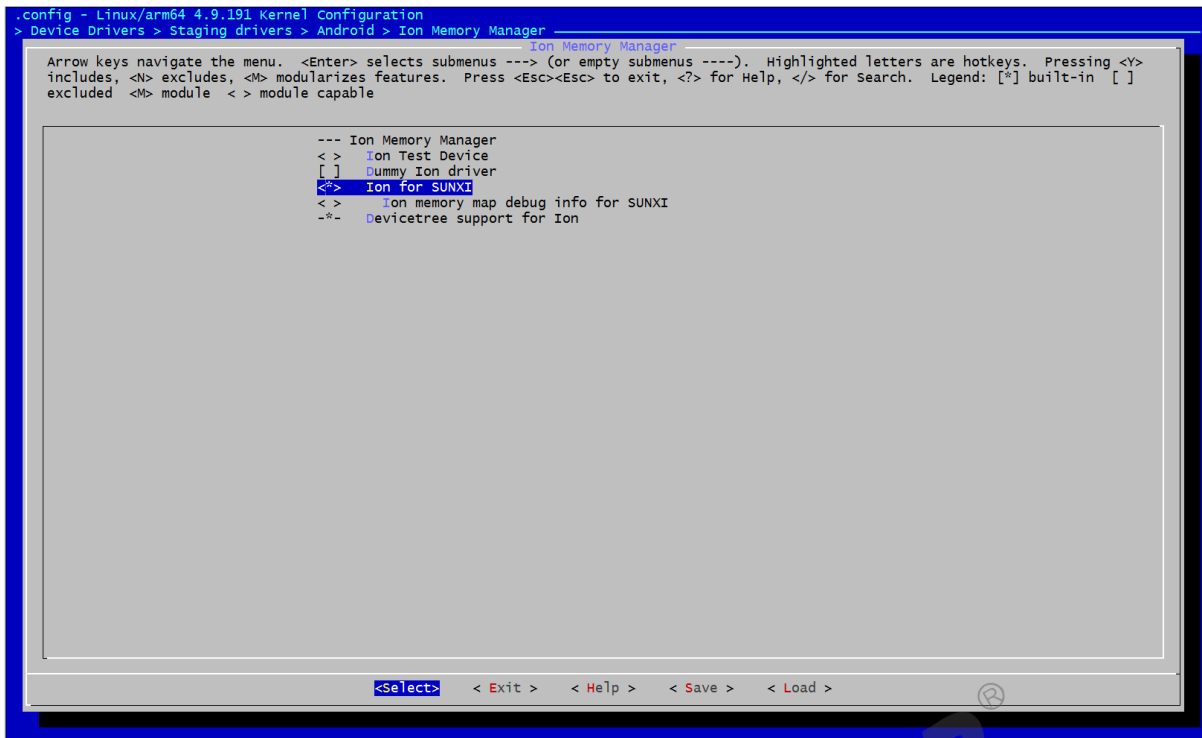 .config - Linux/arm64 4.9.191 Kernel Configuration
> Device Drivers > Staging drivers > Android > Ion Memory Manager
Ion Memory Manager
Arrow keys navigate the menu.  <Enter> selects submenus ---> (or empty submenus ----).  Highlighted letters are hotkeys.  Pressing <Y>
includes, <N> excludes, <M> modularizes features.  Press <Esc><Esc> to exit, <?> for Help, </> for Search.  Legend: [*] built-in  [ ]
excluded  <M> module  < > module capable
--- Ion Memory Manager
< >   Ion Test Device
[ ]   Dummy Ion driver
<*>   Ion for SUNXI
< >     Ion memory map debug info for SUNXI
-*-   Devicetree support for Ion
<Select>    < Exit >    < Help >    < Save >    < Load >
®